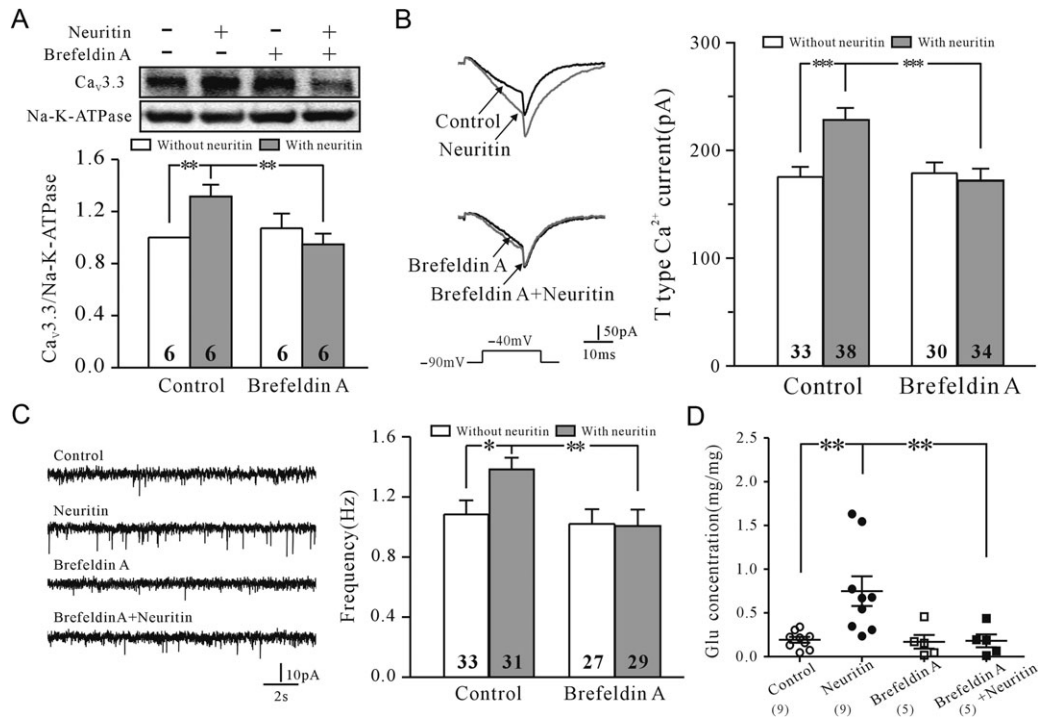 A
Neuritin − + − +
Brefeldin A − − + +
Cav3.3
Na-K-ATPase
Without neuritin With neuritin
** **
Cav3.3/Na-K-ATPase
1.6
1.2
0.8
0.4
0.0
6 6 6 6
Control Brefeldin A
B
Control
Neuritin
Brefeldin A
Brefeldin A+Neuritin
−40mV
−90mV
50pA
10ms
Without neuritin With neuritin
*** ***
T type Ca²⁺ current(pA)
300
225
150
75
0
33 38 30 34
Control Brefeldin A
C
Control
Neuritin
Brefeldin A
BrefeldinA+Neuritin
10pA
2s
Without neuritin With neuritin
* **
Frequency(Hz)
1.6
1.2
0.8
0.4
0.0
33 31 27 29
Control Brefeldin A
D
** **
Glu concentration(mg/mg)
2.5
2.0
1.5
1.0
0.5
0.0
Control
(9)
Neuritin
(9)
Brefeldin A
(5)
Brefeldin A
+Neuritin
(5)